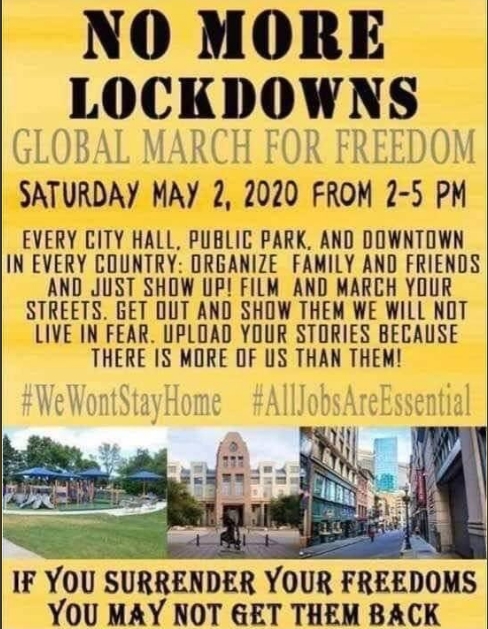 NO MORE
LOCKDOWNS
GLOBAL MARCH FOR FREEDOM
SATURDAY MAY 2, 2020 FROM 2-5 PM
EVERY CITY HALL, PUBLIC PARK, AND DOWNTOWN
IN EVERY COUNTRY: ORGANIZE FAMILY AND FRIENDS
AND JUST SHOW UP! FILM AND MARCH YOUR
STREETS. GET OUT AND SHOW THEM WE WILL NOT
LIVE IN FEAR. UPLOAD YOUR STORIES BECAUSE
THERE IS MORE OF US THAN THEM!
#WeWontStayHome #AllJobsAreEssential
IF YOU SURRENDER YOUR FREEDOMS
YOU MAY NOT GET THEM BACK